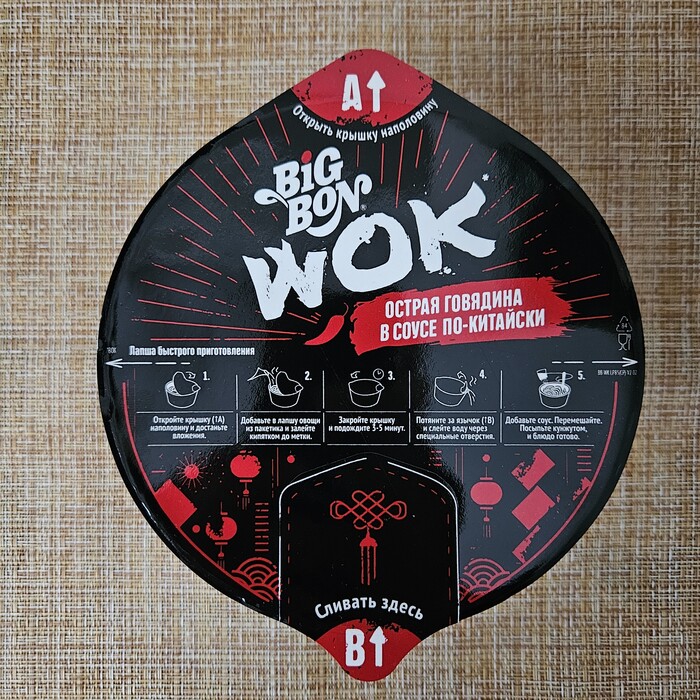 A↑
Открыть крышку наполовину
BiG
BON®
WOK*
ОСТРАЯ ГОВЯДИНА
В СОУСЕ ПО-КИТАЙСКИ
*ВОК
Лапша быстрого приготовления
84
1.
Откройте крышку (↑А)
наполовину и достаньте
вложения.
2.
Добавьте в лапшу овощи
из пакетика и залейте
кипятком до метки.
3.
Закройте крышку
и подождите 3-5 минут.
4.
Потяните за язычок (↑В)
и слейте воду через
специальные отверстия.
5.
Добавьте соус. Перемешайте.
Посыпьте кунжутом,
и блюдо готово.
Сливать здесь
B↑